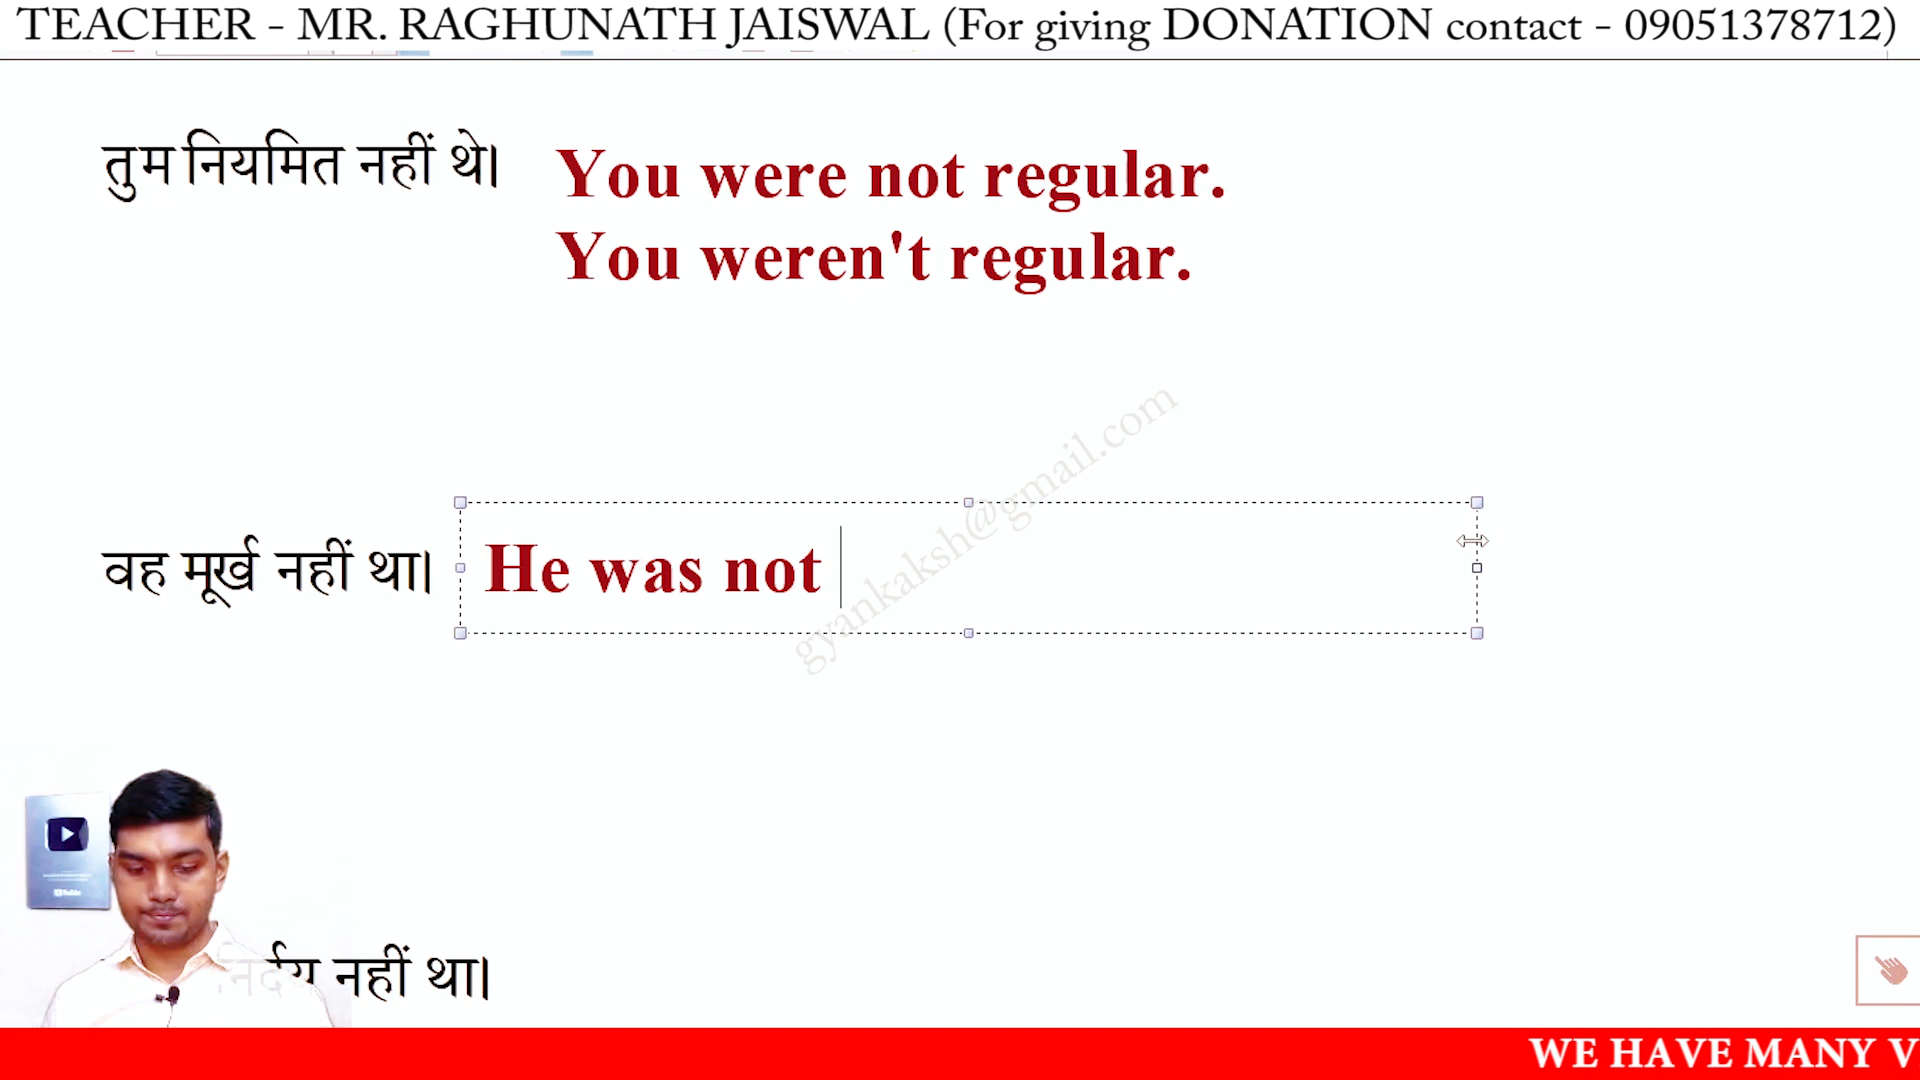 TEACHER - MR. RAGHUNATH JAISWAL (For giving DONATION contact - 09051378712)
तुम नियमित नहीं थे।
You were not regular.
You weren't regular.
वह मूर्ख नहीं था।
He was not
gyankaksh@gmail.com
YouTube
नहीं था।
WE HAVE MANY V